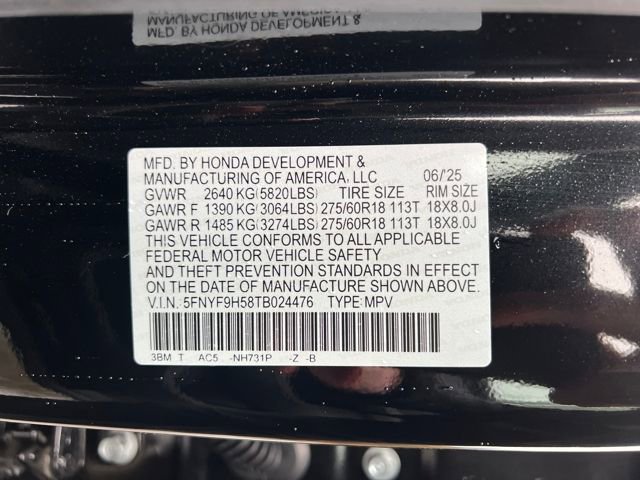 MFD. BY HONDA DEVELOPMENT &
MANUFACTURING OF AMERICA, LLC 06/'25
GVWR 2640 KG(5820LBS) TIRE SIZE RIM SIZE
GAWR F 1390 KG(3064LBS) 275/60R18 113T 18X8.0J
GAWR R 1485 KG(3274LBS) 275/60R18 113T 18X8.0J
THIS VEHICLE CONFORMS TO ALL APPLICABLE
FEDERAL MOTOR VEHICLE SAFETY
AND THEFT PREVENTION STANDARDS IN EFFECT
ON THE DATE OF MANUFACTURE SHOWN ABOVE.
V.I.N.: 5FNYF9H58TB024476 TYPE: MPV
3BM T AC5 -NH731P -Z -B